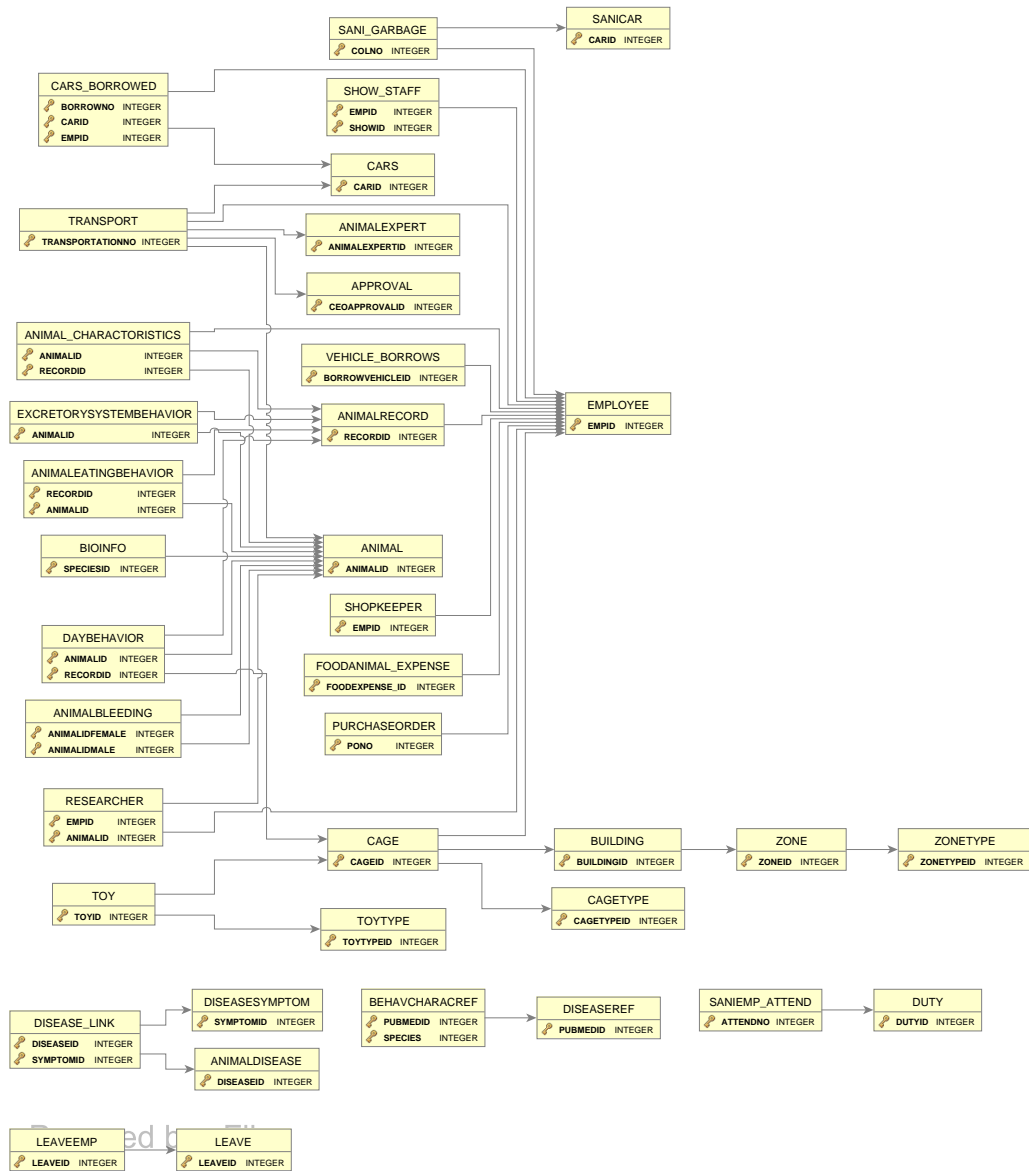 SANI_GARBAGE
COLNO INTEGER
SANICAR
CARID INTEGER
CARS_BORROWED
BORROWNO INTEGER
CARID INTEGER
EMPID INTEGER
SHOW_STAFF
EMPID INTEGER
SHOWID INTEGER
CARS
CARID INTEGER
TRANSPORT
TRANSPORTATIONNO INTEGER
ANIMALEXPERT
ANIMALEXPERTID INTEGER
APPROVAL
CEOAPPROVALID INTEGER
ANIMAL_CHARACTORISTICS
ANIMALID INTEGER
RECORDID INTEGER
VEHICLE_BORROWS
BORROWVEHICLEID INTEGER
EXCRETORYSYSTEMBEHAVIOR
ANIMALID INTEGER
ANIMALRECORD
RECORDID INTEGER
EMPLOYEE
EMPID INTEGER
ANIMALEATINGBEHAVIOR
RECORDID INTEGER
ANIMALID INTEGER
BIOINFO
SPECIESID INTEGER
ANIMAL
ANIMALID INTEGER
SHOPKEEPER
EMPID INTEGER
DAYBEHAVIOR
ANIMALID INTEGER
RECORDID INTEGER
FOODANIMAL_EXPENSE
FOODEXPENSE_ID INTEGER
ANIMALBLEEDING
ANIMALIDFEMALE INTEGER
ANIMALIDMALE INTEGER
PURCHASEORDER
PONO INTEGER
RESEARCHER
EMPID INTEGER
ANIMALID INTEGER
CAGE
CAGEID INTEGER
BUILDING
BUILDINGID INTEGER
ZONE
ZONEID INTEGER
ZONETYPE
ZONETYPEID INTEGER
TOY
TOYID INTEGER
CAGETYPE
CAGETYPEID INTEGER
TOYTYPE
TOYTYPEID INTEGER
DISEASE_LINK
DISEASEID INTEGER
SYMPTOMID INTEGER
DISEASESYMPTOM
SYMPTOMID INTEGER
ANIMALDISEASE
DISEASEID INTEGER
BEHAVCHARACREF
PUBMEDID INTEGER
SPECIES INTEGER
DISEASEREF
PUBMEDID INTEGER
SANIEMP_ATTEND
ATTENDNO INTEGER
DUTY
DUTYID INTEGER
LEAVEEMP
LEAVEID INTEGER
LEAVE
LEAVEID INTEGER